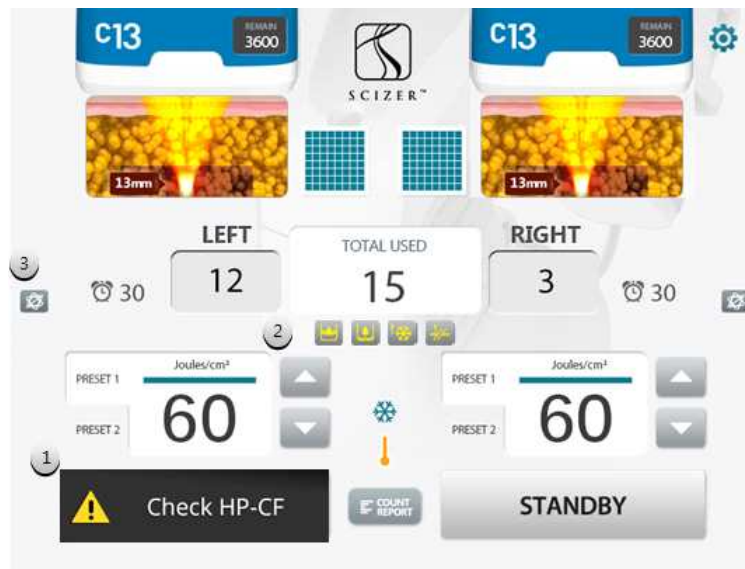 C13
REMAIN
3600
SCIZER™
C13
REMAIN
3600
13mm
13mm
LEFT
TOTAL USED
RIGHT
3
30
12
15
3
30
2
PRESET 1
Joules/cm²
PRESET 2
60
PRESET 1
Joules/cm²
PRESET 2
60
1
Check HP-CF
COUNT
REPORT
STANDBY